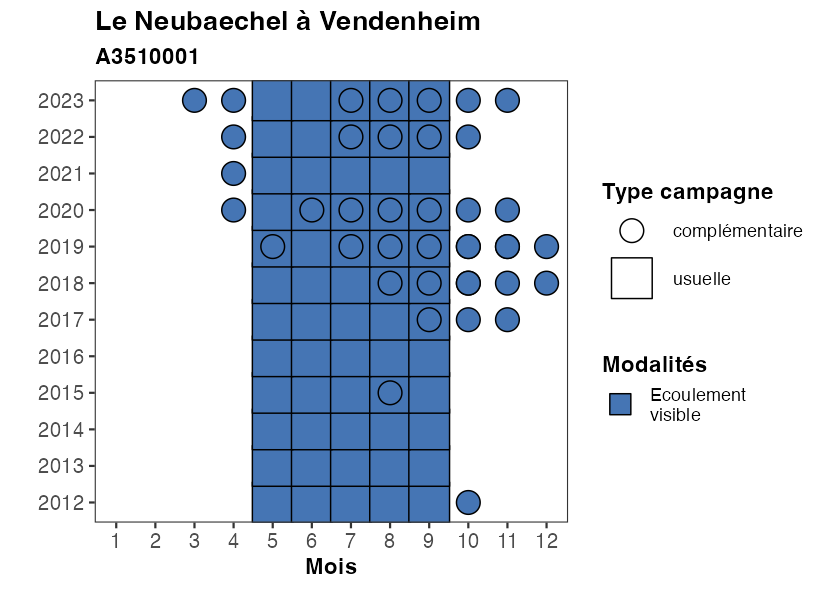 Le Neubaechel à Vendenheim
A3510001
2023
2022
2021
2020
2019
2018
2017
2016
2015
2014
2013
2012
1 2 3 4 5 6 7 8 9 10 11 12
Mois
Type campagne
complémentaire
usuelle
Modalités
Ecoulement
visible